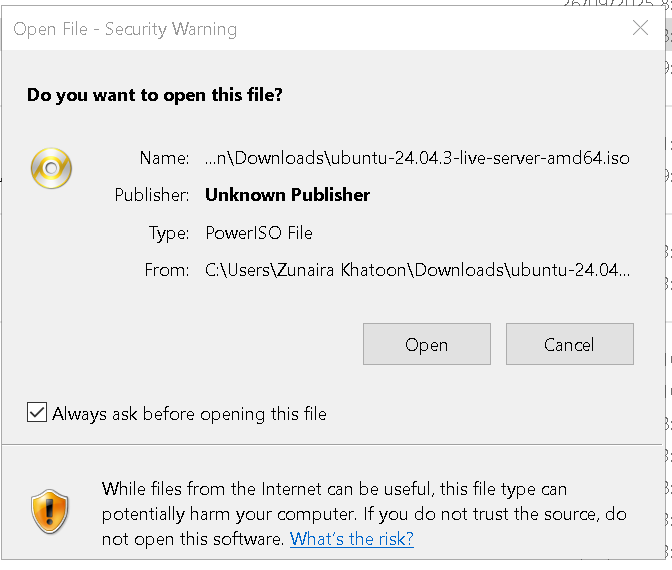 Open File - Security Warning
Do you want to open this file?
Name: ...n\Downloads\ubuntu-24.04.3-live-server-amd64.iso
Publisher: Unknown Publisher
Type: PowerISO File
From: C:\Users\Zunaira Khatoon\Downloads\ubuntu-24.04...
Open Cancel
Always ask before opening this file
While files from the Internet can be useful, this file type can
potentially harm your computer. If you do not trust the source, do
not open this software. What's the risk?